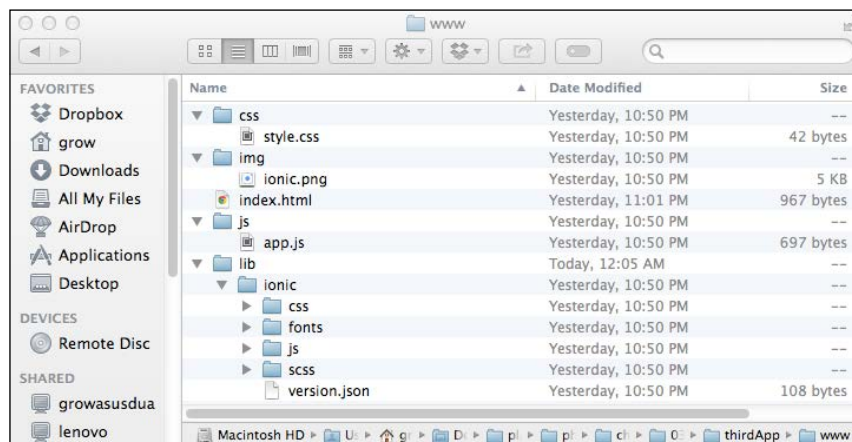 www
FAVORITES
Dropbox
grow
Downloads
All My Files
AirDrop
Applications
Desktop
DEVICES
Remote Disc
SHARED
growasusdua
lenovo
Name Date Modified Size
css Yesterday, 10:50 PM --
style.css Yesterday, 10:50 PM 42 bytes
img Yesterday, 10:50 PM --
ionic.png Yesterday, 10:50 PM 5 KB
index.html Yesterday, 11:01 PM 967 bytes
js Yesterday, 10:50 PM --
app.js Yesterday, 10:50 PM 697 bytes
lib Today, 12:05 AM --
ionic Yesterday, 10:50 PM --
css Yesterday, 10:50 PM --
fonts Yesterday, 10:50 PM --
js Yesterday, 10:50 PM --
scss Yesterday, 10:50 PM --
version.json Yesterday, 10:50 PM 108 bytes
Macintosh HD thirdApp www